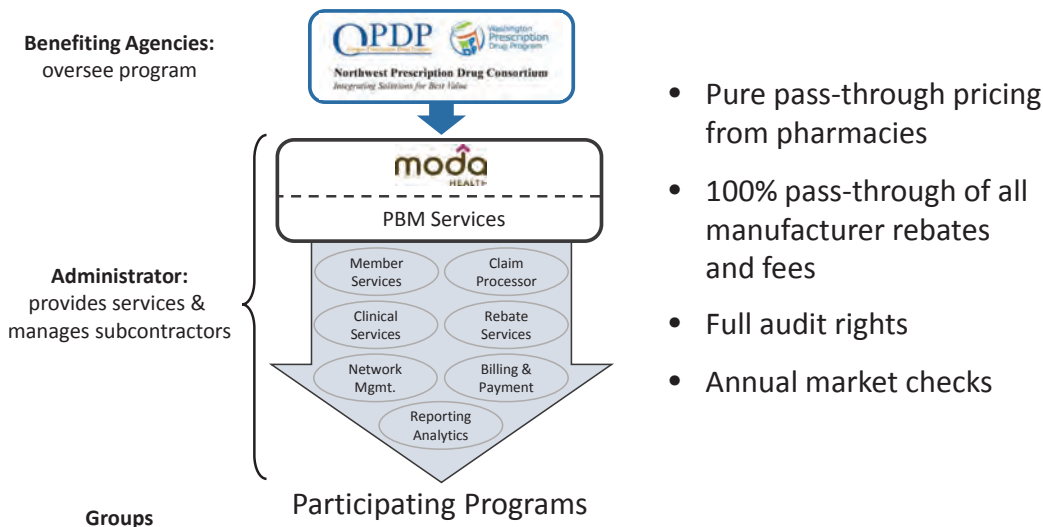 Benefiting Agencies:
oversee program
OPDP
Washington
Prescription
Drug Program
Northwest Prescription Drug Consortium
Integrating Solutions for Best Value
moda
HEALTH
PBM Services
Administrator:
provides services &
manages subcontractors
Member
Services
Claim
Processor
Clinical
Services
Rebate
Services
Network
Mgmt.
Billing &
Payment
Reporting
Analytics
Groups
Participating Programs
• Pure pass-through pricing
from pharmacies
• 100% pass-through of all
manufacturer rebates
and fees
• Full audit rights
• Annual market checks